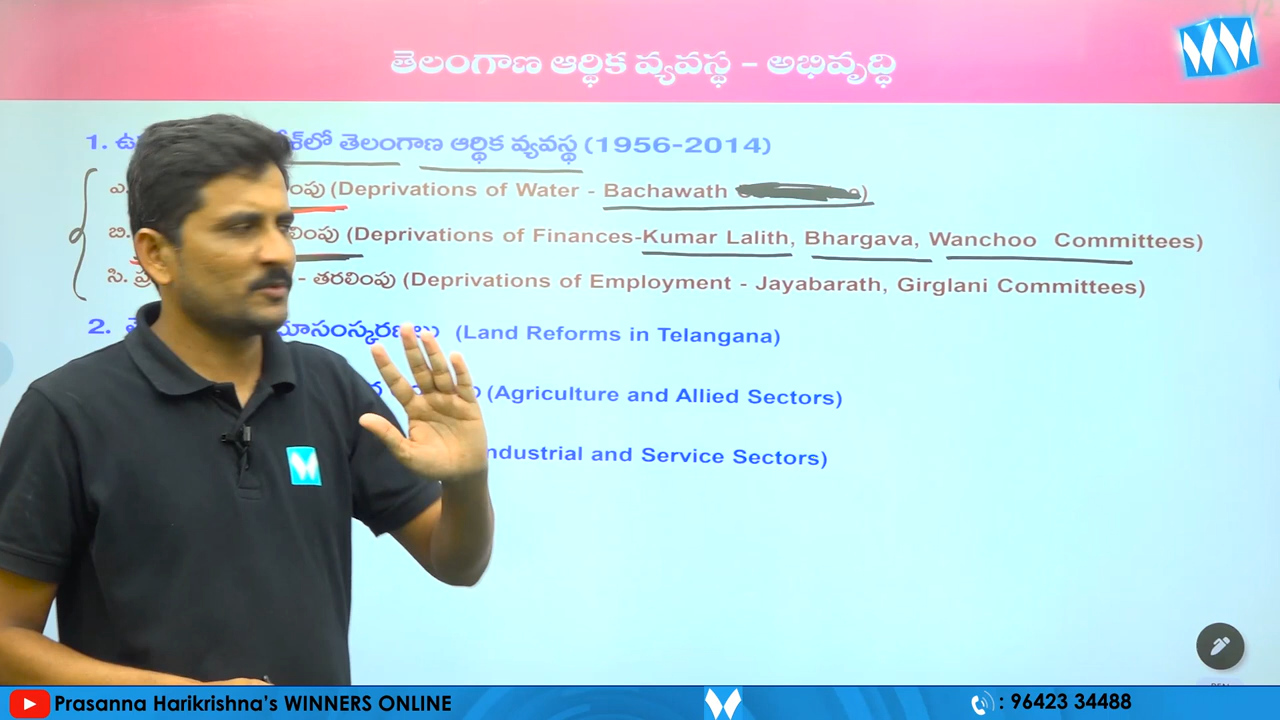 తెలంగాణ ఆర్థిక వ్యవస్థ - అభివృద్ధి
1. తెలంగాణ ఆర్థిక వ్యవస్థ (1956-2014)
ఎ. (Deprivations of Water - Bachawath )
బి. (Deprivations of Finances-Kumar Lalith, Bhargava, Wanchoo Committees)
సి. - తరలింపు (Deprivations of Employment - Jayabarath, Girglani Committees)
2. (Land Reforms in Telangana)
(Agriculture and Allied Sectors)
and Service Sectors)
Prasanna Harikrishna's WINNERS ONLINE
: 96423 34488